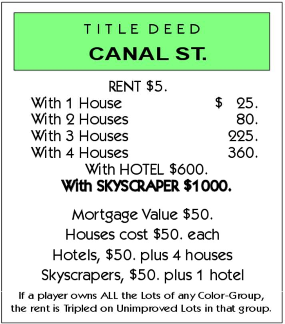 TITLE DEED
CANAL ST.
RENT $5.
With 1 House $ 25.
With 2 Houses 80.
With 3 Houses 225.
With 4 Houses 360.
With HOTEL $600.
With SKYSCRAPER $1000.
Mortgage Value $50.
Houses cost $50. each
Hotels, $50. plus 4 houses
Skyscrapers, $50. plus 1 hotel
If a player owns ALL the Lots of any Color-Group,
the rent is Tripled on Unimproved Lots in that group.